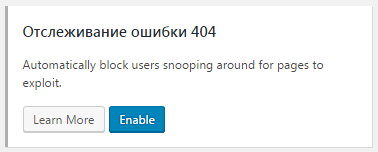 Отслеживание ошибки 404
Automatically block users snooping around for pages to
exploit.
Learn More Enable